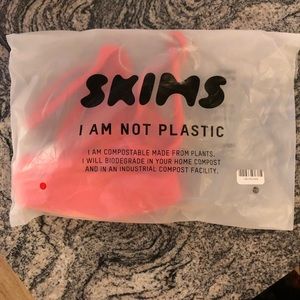 SKIMS
I AM NOT PLASTIC
I AM COMPOSTABLE MADE FROM PLANTS.
I WILL BIODEGRADE IN YOUR HOME COMPOST
AND IN AN INDUSTRIAL COMPOST FACILITY.